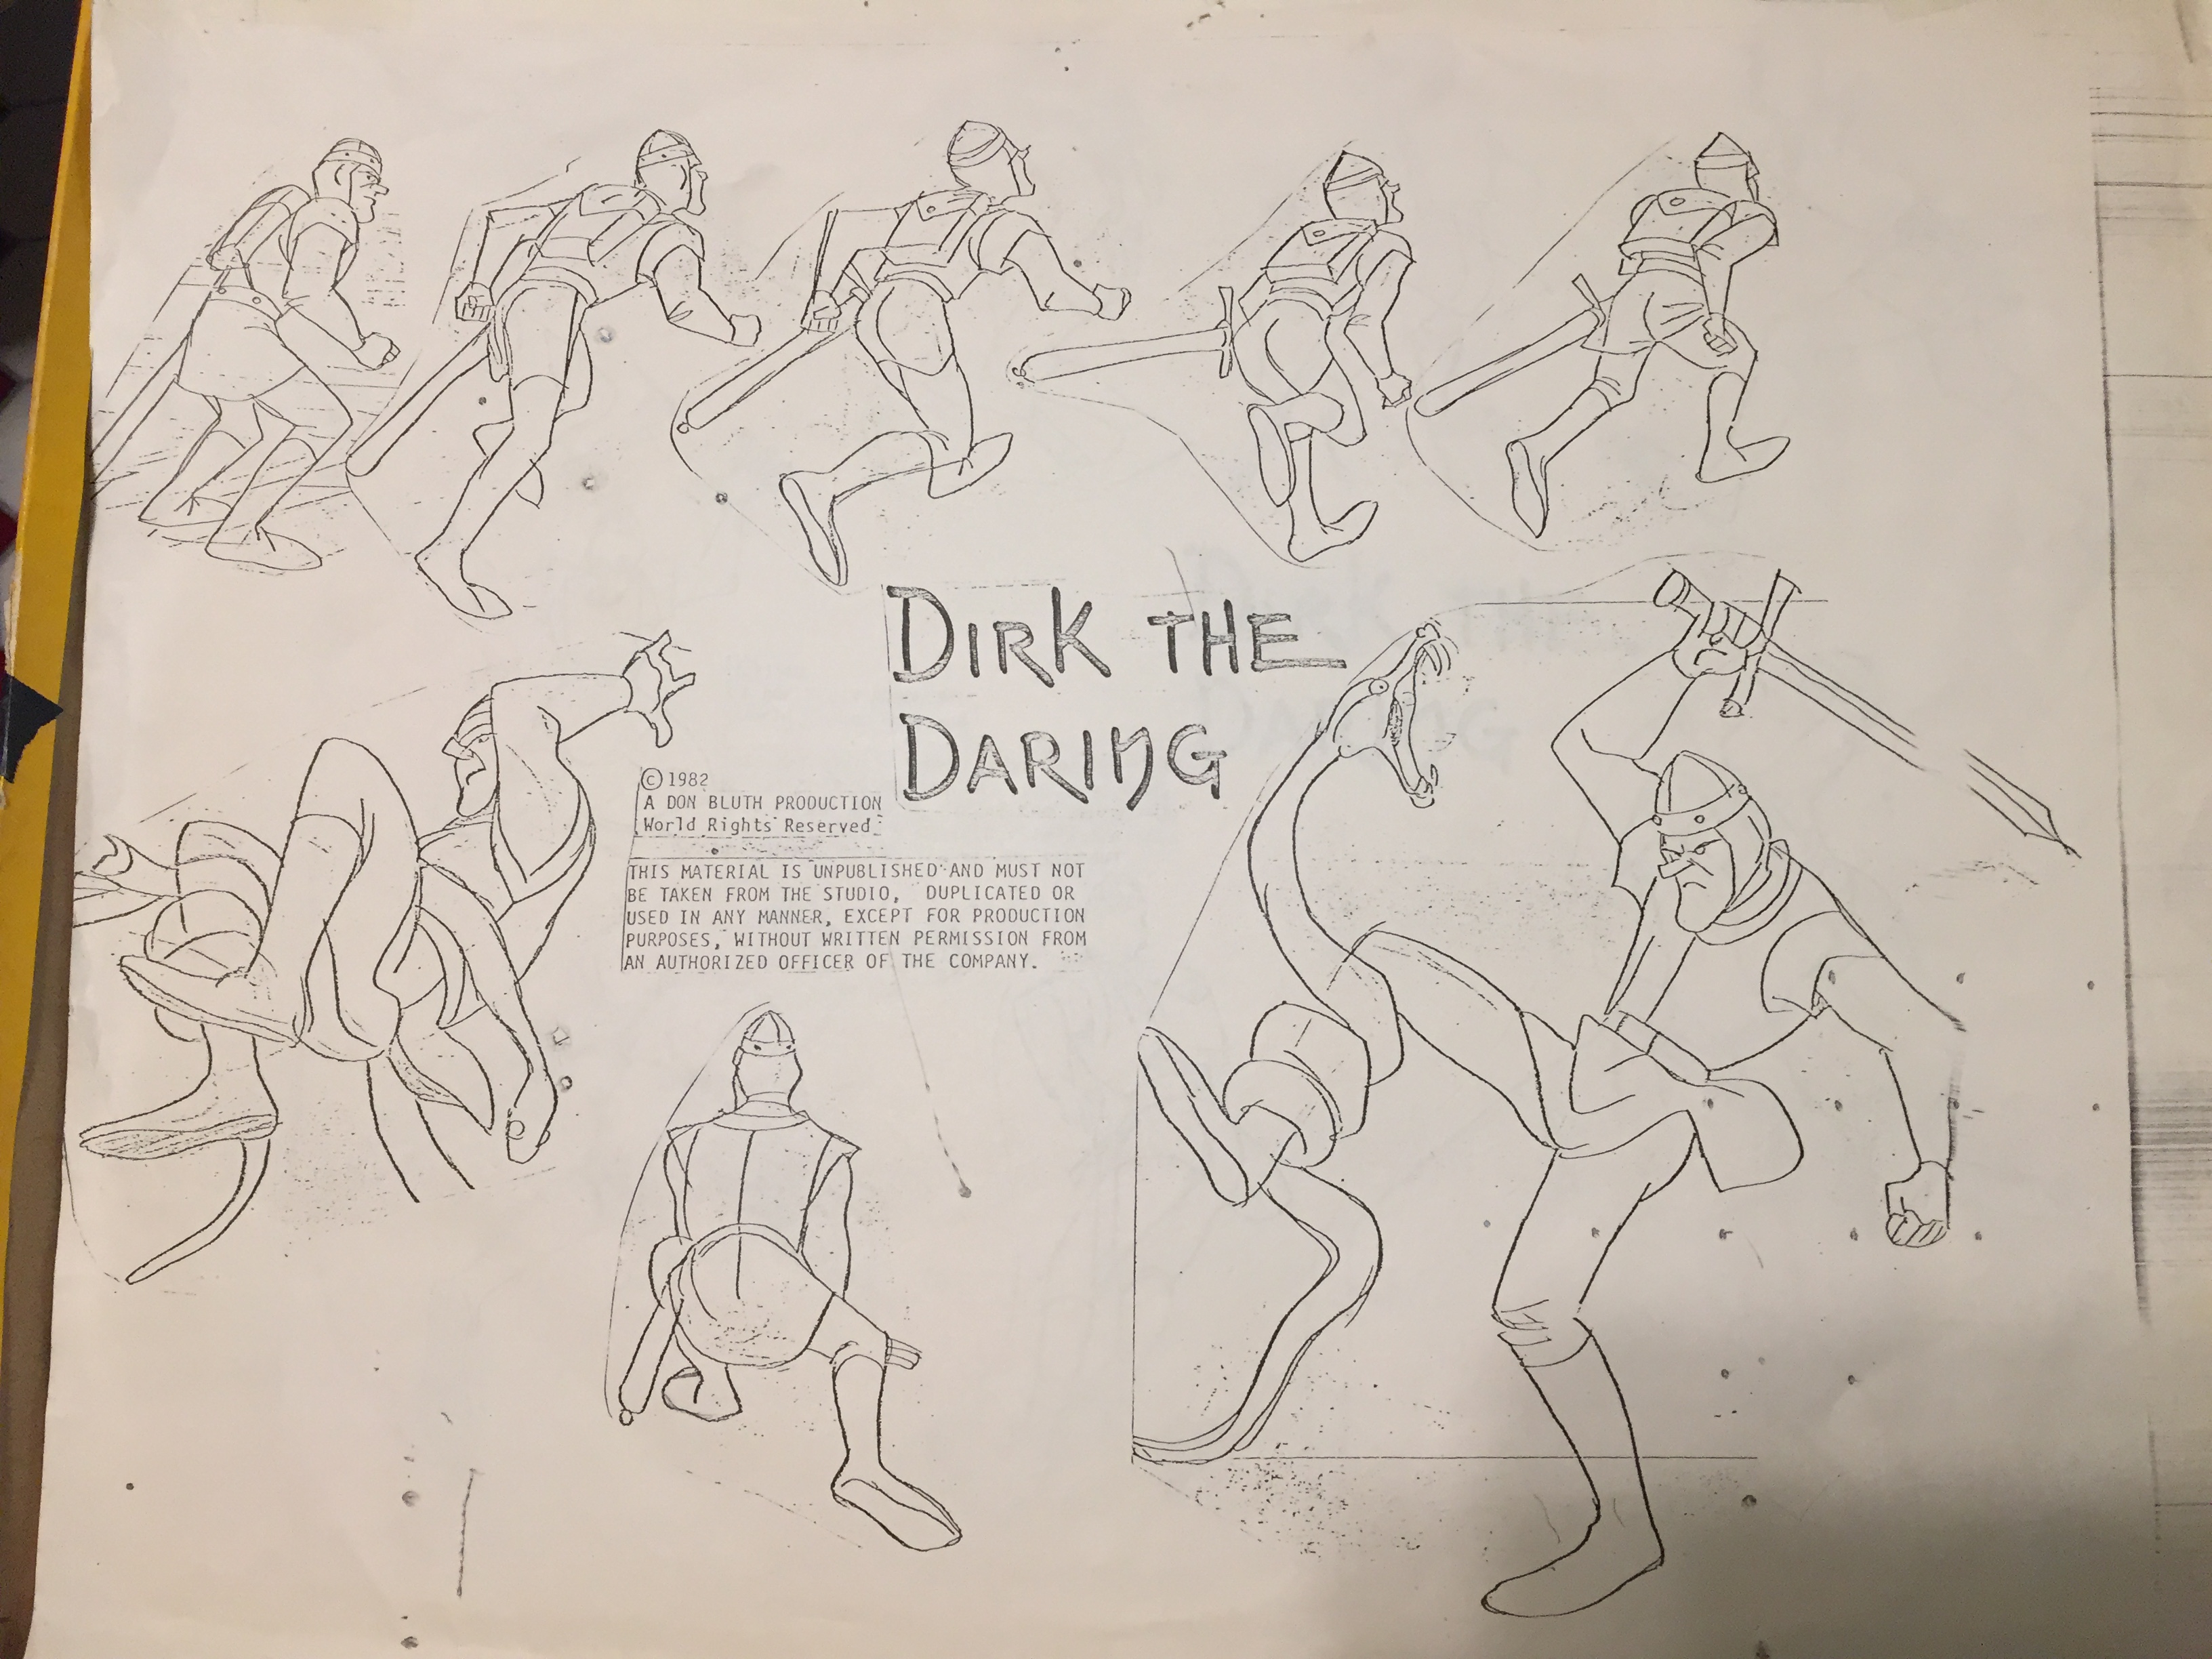 DIRK THE
DARING
©1982
A DON BLUTH PRODUCTION
World Rights Reserved
THIS MATERIAL IS UNPUBLISHED AND MUST NOT
BE TAKEN FROM THE STUDIO, DUPLICATED OR
USED IN ANY MANNER, EXCEPT FOR PRODUCTION
PURPOSES, WITHOUT WRITTEN PERMISSION FROM
AN AUTHORIZED OFFICER OF THE COMPANY.